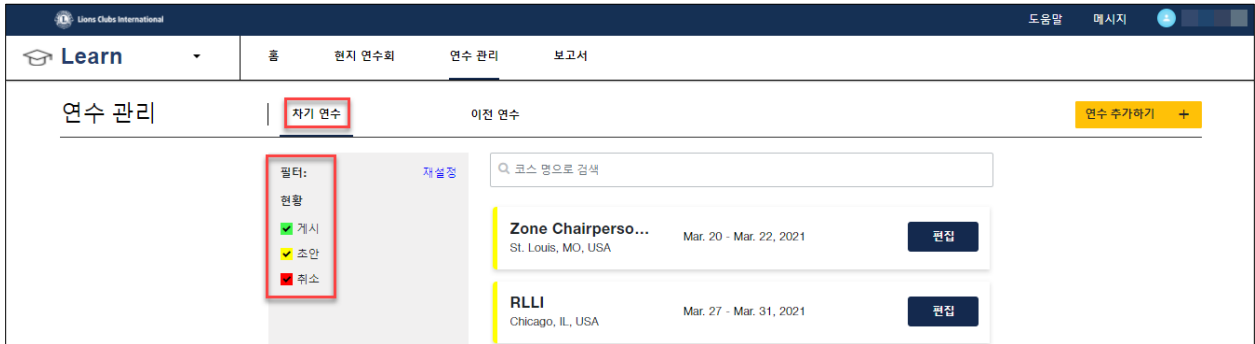 Lions Clubs International
도움말 메시지
Learn
홈 현지 연수회 연수 관리 보고서
연수 관리
차기 연수 이전 연수
연수 추가하기 +
필터: 재설정
코스 명으로 검색
현황
게시
초안
취소
Zone Chairperso...
St. Louis, MO, USA
Mar. 20 - Mar. 22, 2021
편집
RLLI
Chicago, IL, USA
Mar. 27 - Mar. 31, 2021
편집